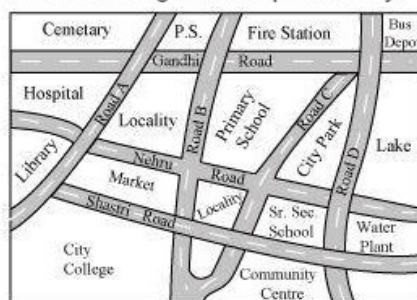 Cemetary
P.S.
Fire Station
Bus
Depot
Gandhi Road
Hospital
Road A
Locality
Road B
Primary
School
Road C
City Park
Road D
Lake
Library
Nehru Road
Market
Locality
Shastri Road
Sr. Sec.
School
Water
Plant
City
College
Community
Centre